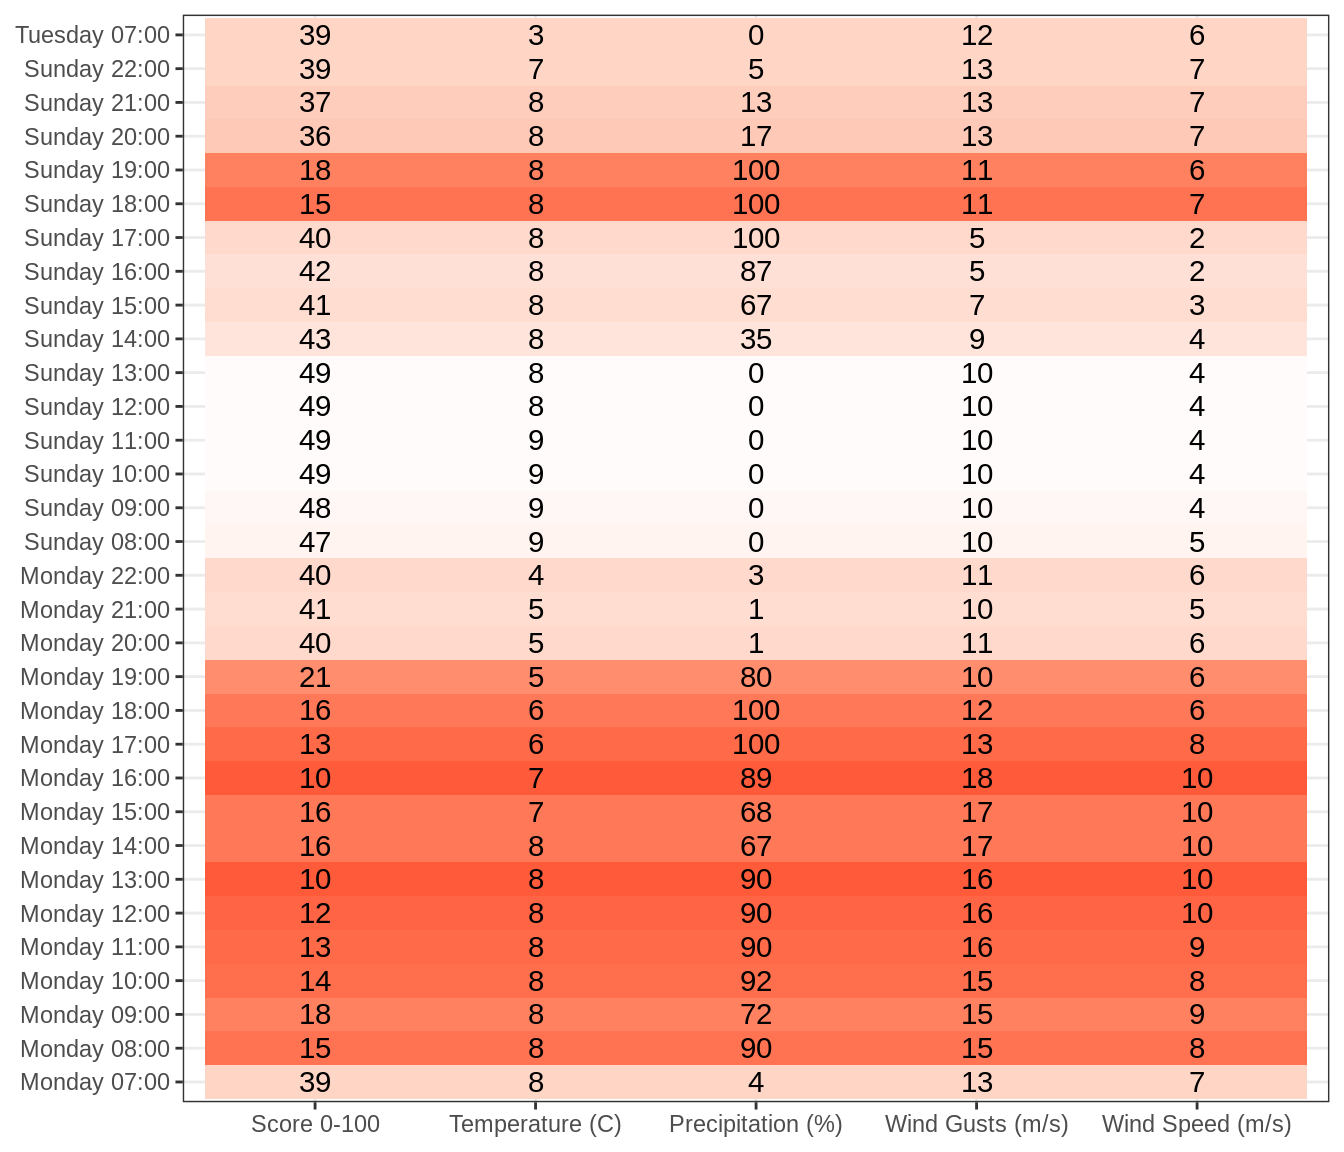 Tuesday 07:00 39 3 0 12 6
Sunday 22:00 39 7 5 13 7
Sunday 21:00 37 8 13 13 7
Sunday 20:00 36 8 17 13 7
Sunday 19:00 18 8 100 11 6
Sunday 18:00 15 8 100 11 7
Sunday 17:00 40 8 100 5 2
Sunday 16:00 42 8 87 5 2
Sunday 15:00 41 8 67 7 3
Sunday 14:00 43 8 35 9 4
Sunday 13:00 49 8 0 10 4
Sunday 12:00 49 8 0 10 4
Sunday 11:00 49 9 0 10 4
Sunday 10:00 49 9 0 10 4
Sunday 09:00 48 9 0 10 4
Sunday 08:00 47 9 0 10 5
Monday 22:00 40 4 3 11 6
Monday 21:00 41 5 1 10 5
Monday 20:00 40 5 1 11 6
Monday 19:00 21 5 80 10 6
Monday 18:00 16 6 100 12 6
Monday 17:00 13 6 100 13 8
Monday 16:00 10 7 89 18 10
Monday 15:00 16 7 68 17 10
Monday 14:00 16 8 67 17 10
Monday 13:00 10 8 90 16 10
Monday 12:00 12 8 90 16 10
Monday 11:00 13 8 90 16 9
Monday 10:00 14 8 92 15 8
Monday 09:00 18 8 72 15 9
Monday 08:00 15 8 90 15 8
Monday 07:00 39 8 4 13 7
Score 0-100 Temperature (C) Precipitation (%) Wind Gusts (m/s) Wind Speed (m/s)